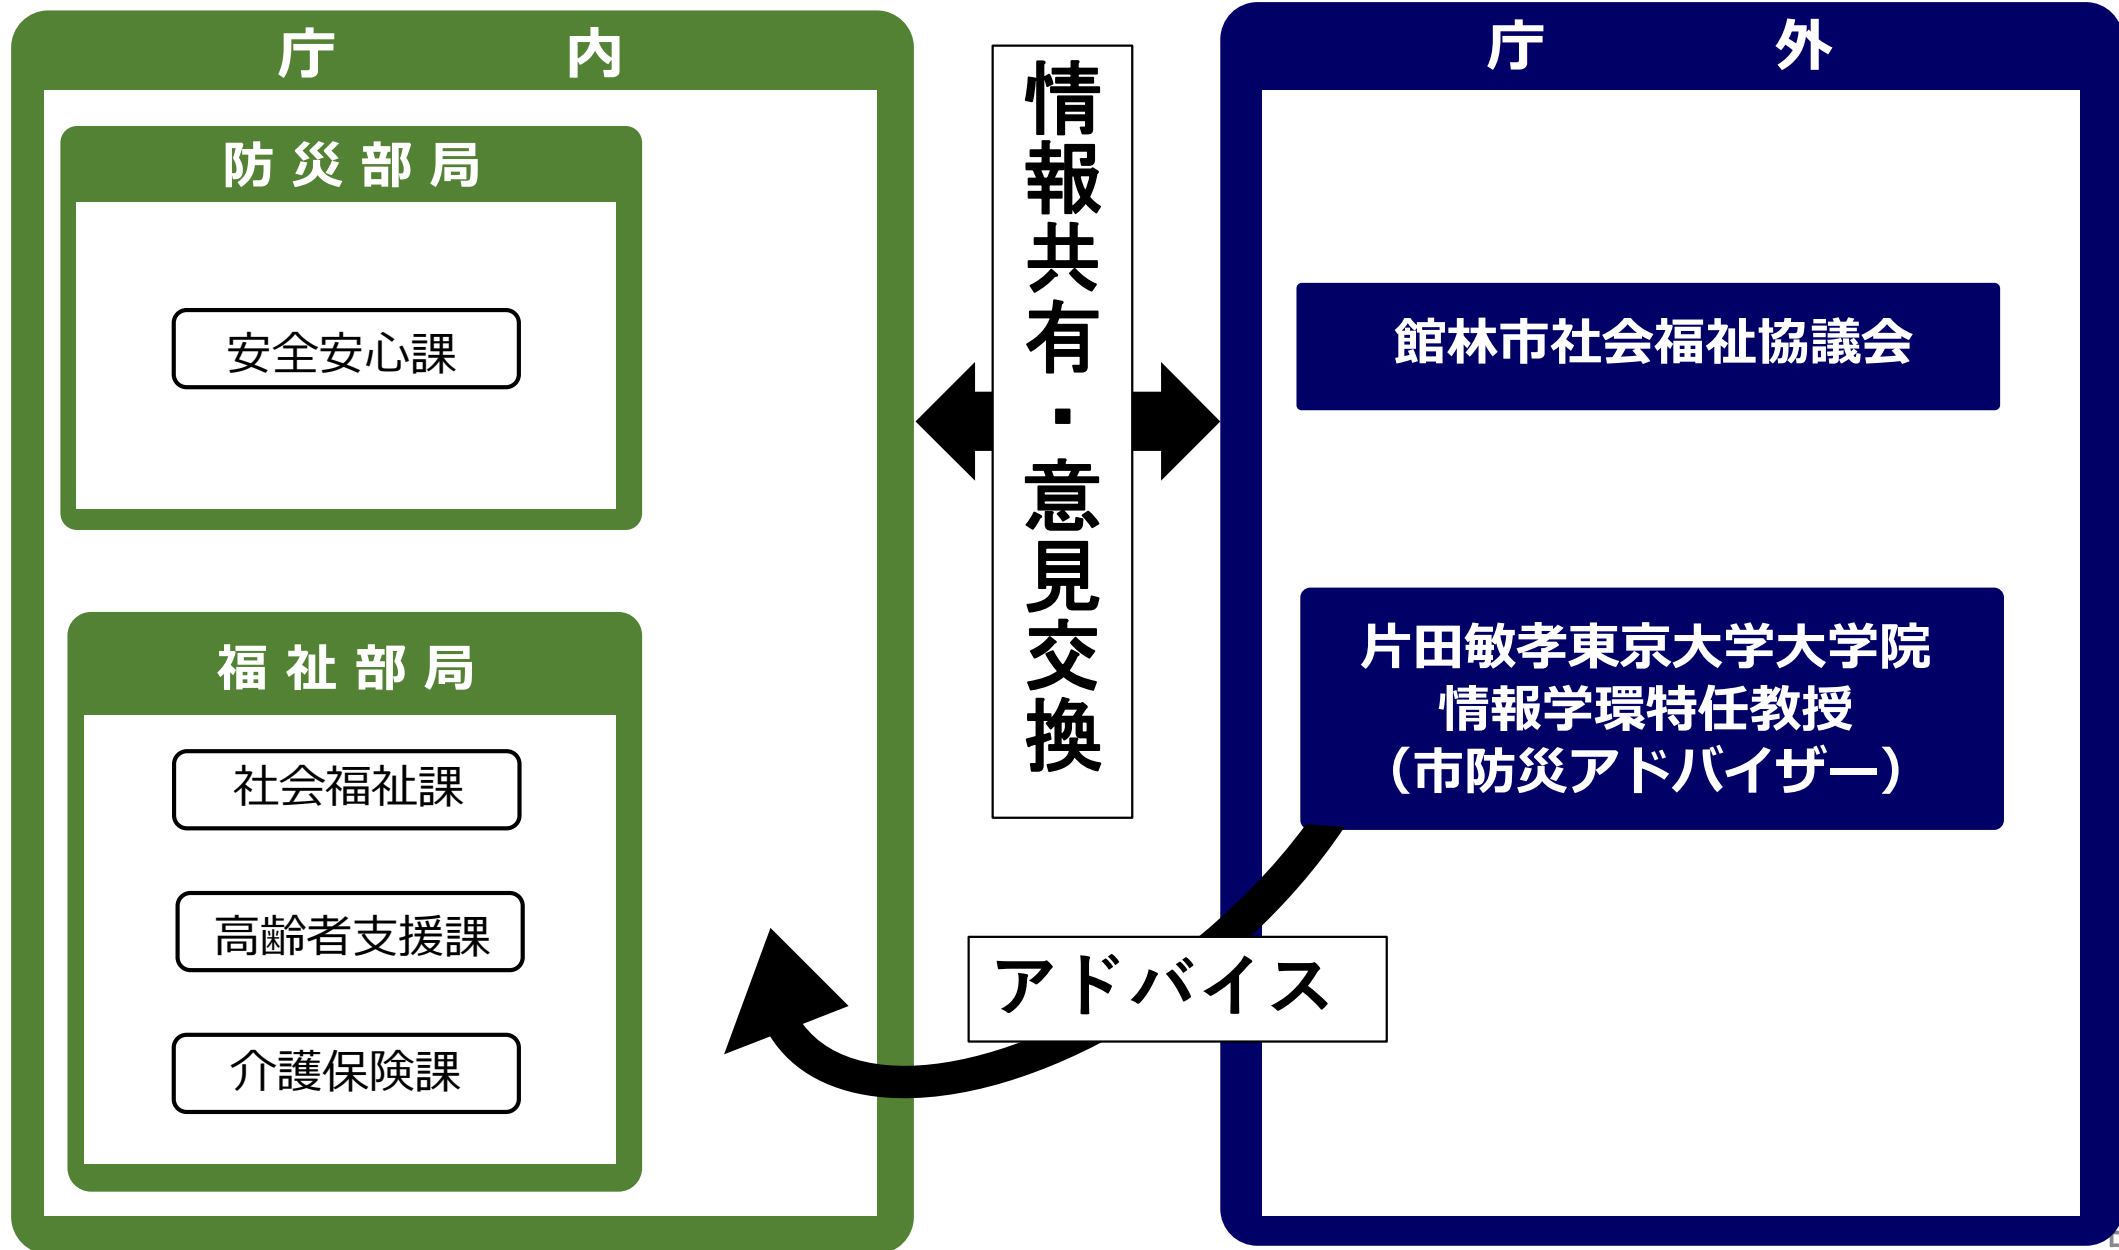 庁 内
防災部局
安全安心課
福祉部局
社会福祉課
高齢者支援課
介護保険課
情報共有・意見交換
アドバイス
庁 外
館林市社会福祉協議会
片田敏孝東京大学大学院
情報学環特任教授
（市防災アドバイザー）